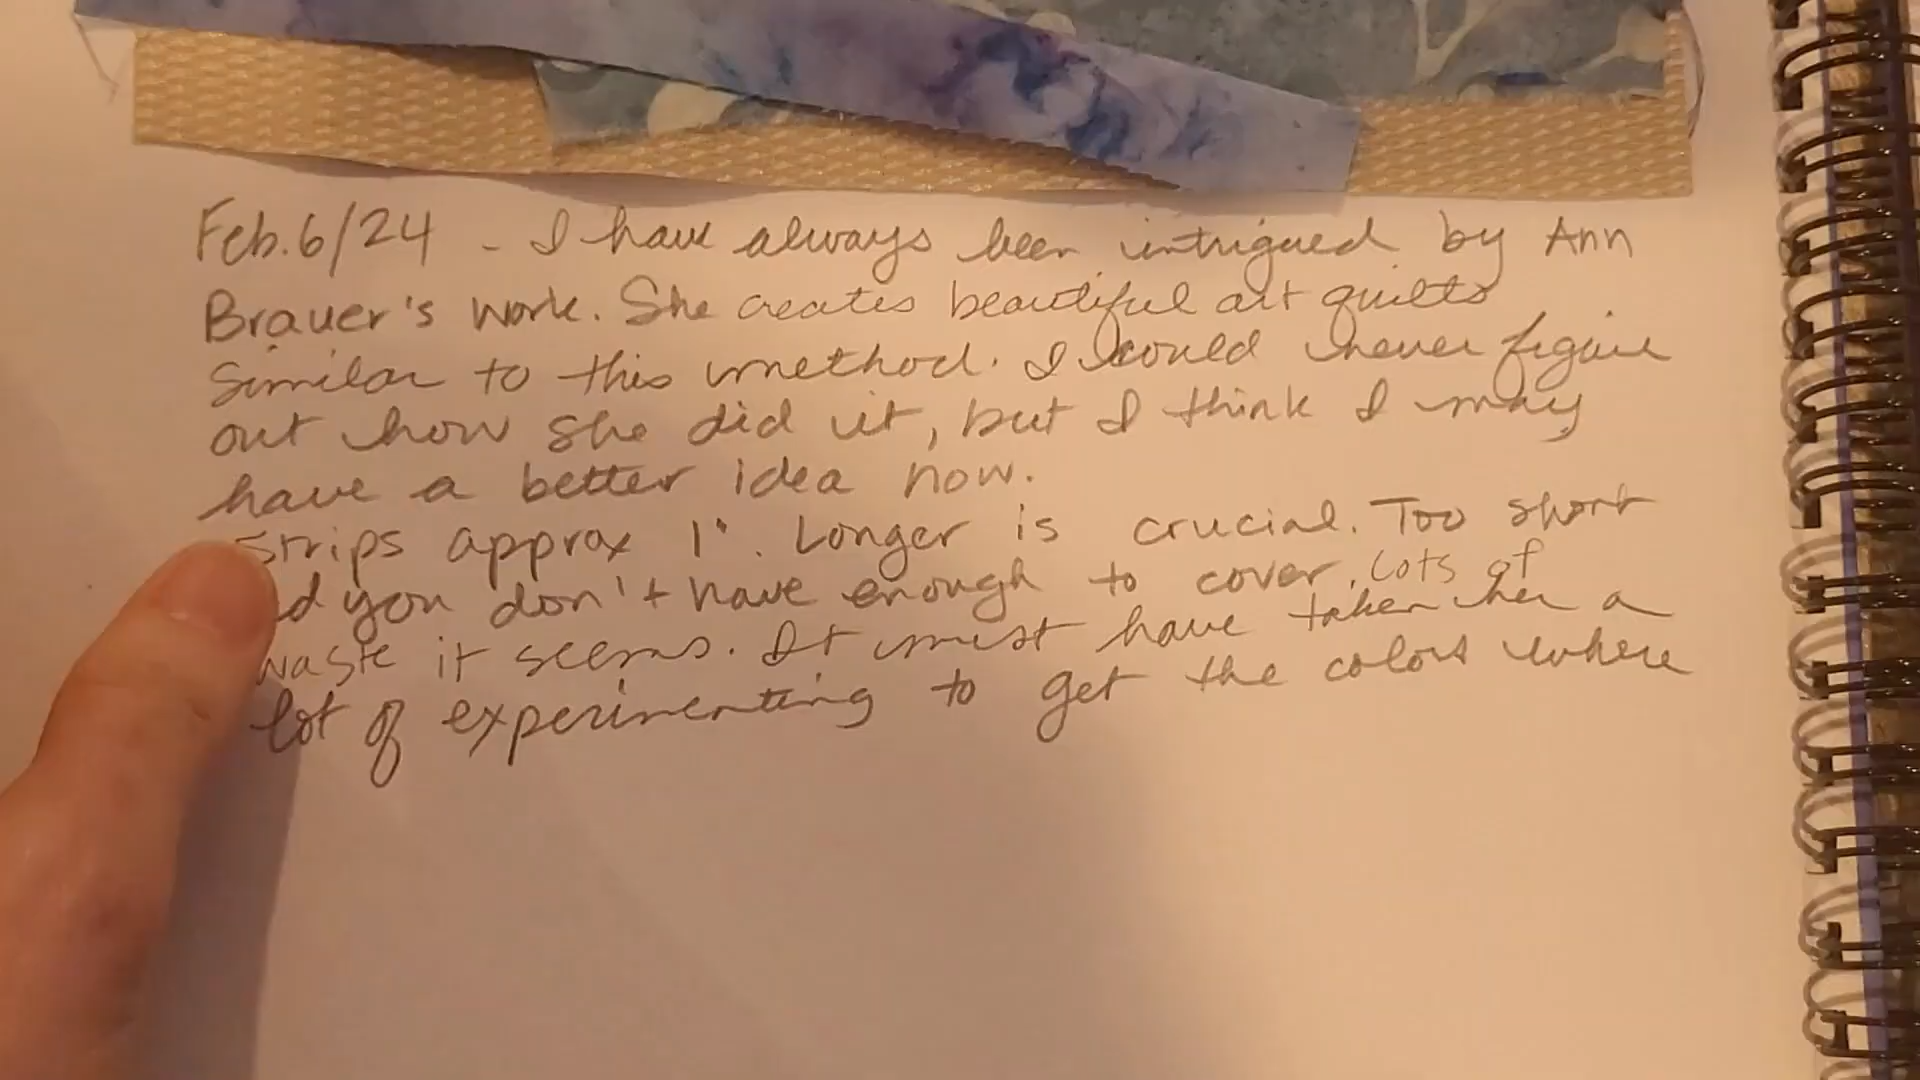 Feb. 6/24 - I have always been intrigued by Ann
Brauer's work. She creates beautiful art quilts
similar to this method. I could never figure
out how she did it, but I think I may
have a better idea now.
Strips approx 1". Longer is crucial. Too short
d you don't have enough to cover. Lots of
waste it seems. It must have taken her a
lot of experimenting to get the colors where